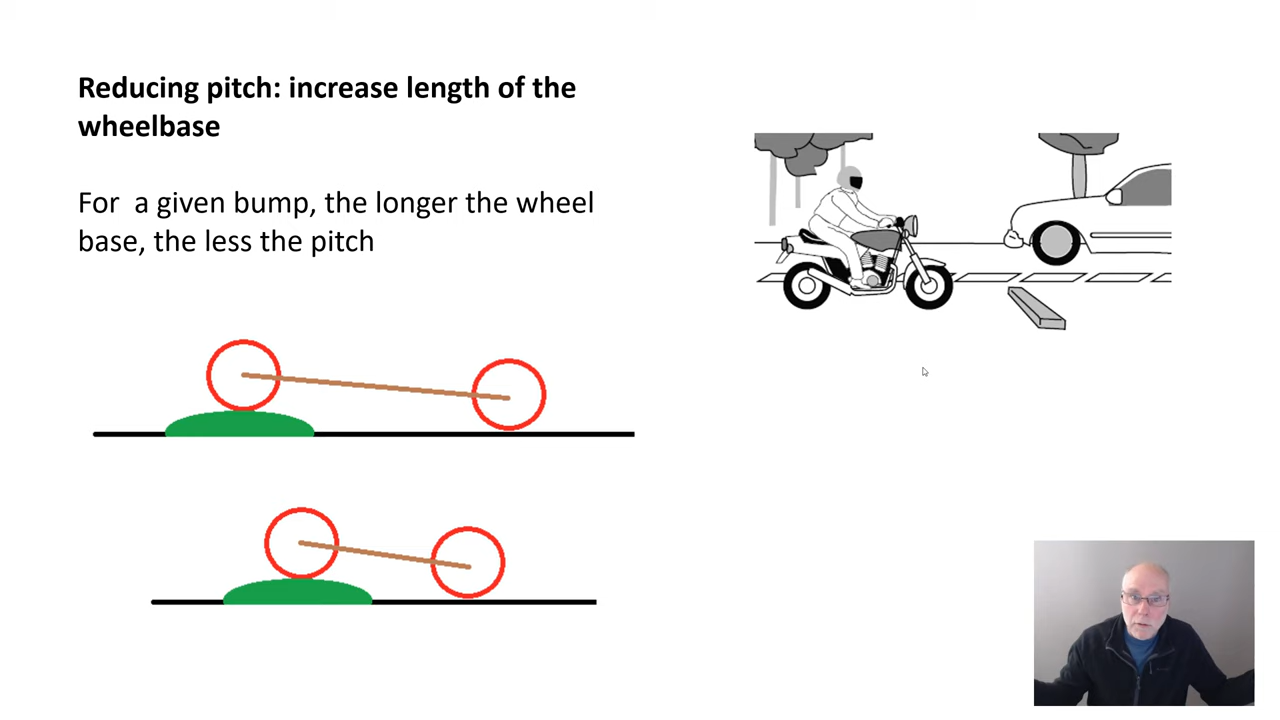 Reducing pitch: increase length of the
wheelbase
For  a given bump, the longer the wheel
base, the less the pitch